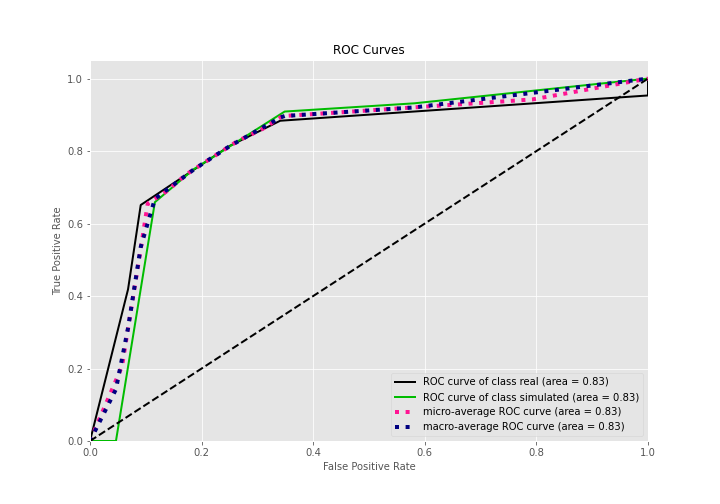 ROC Curves
True Positive Rate
1.0
0.8
0.6
0.4
0.2
0.0
ROC curve of class real (area = 0.83)
ROC curve of class simulated (area = 0.83)
micro-average ROC curve (area = 0.83)
macro-average ROC curve (area = 0.83)
0.0 0.2 0.4 0.6 0.8 1.0
False Positive Rate